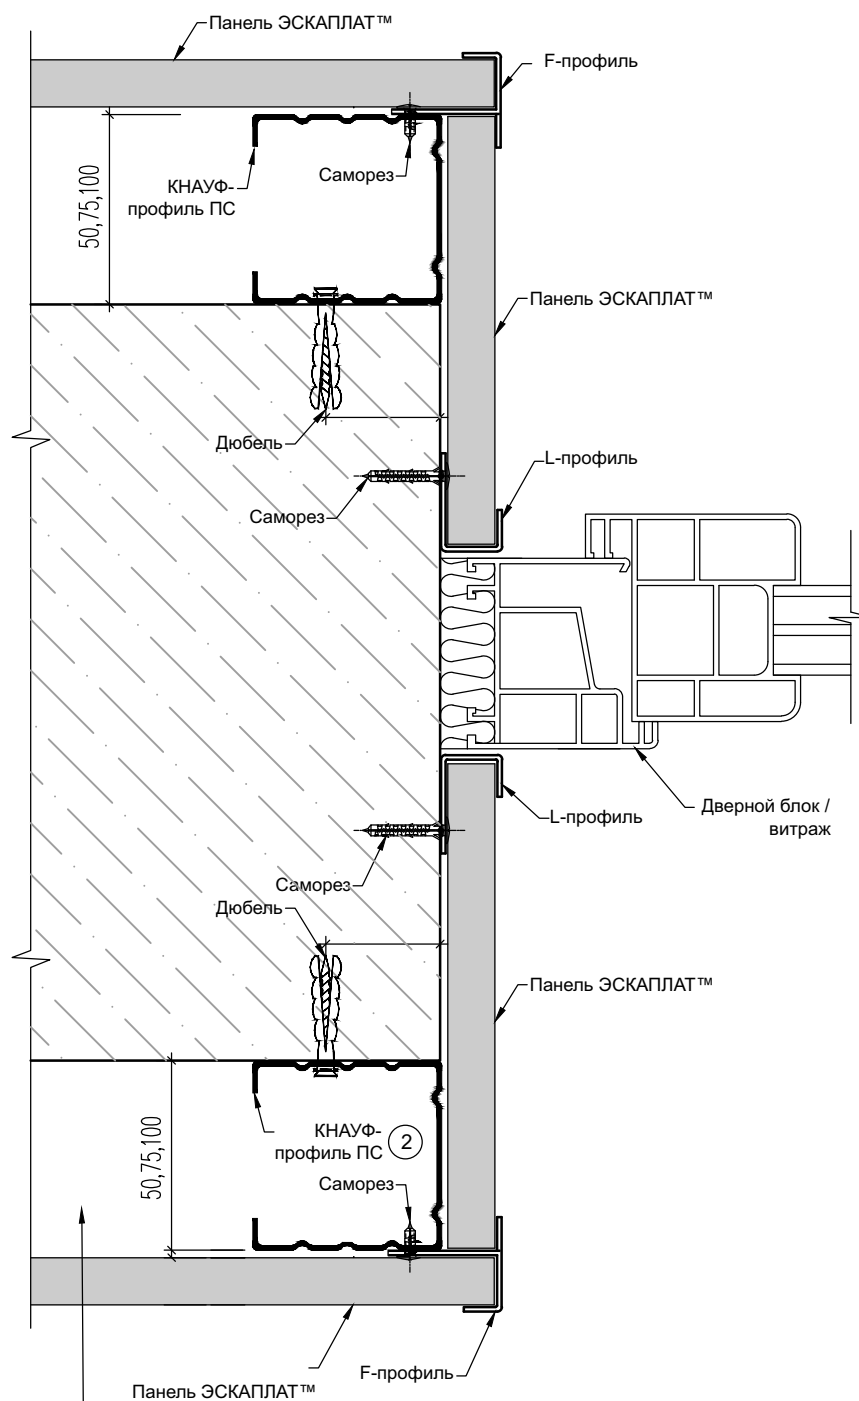 Панель ЭСКАПЛАТ™
F-профиль
Саморез
КНАУФ-
профиль ПС
50,75,100
Панель ЭСКАПЛАТ™
Дюбель
L-профиль
Саморез
Дверной блок /
витраж
L-профиль
Саморез
Дюбель
Панель ЭСКАПЛАТ™
КНАУФ-
профиль ПС
2
50,75,100
Саморез
F-профиль
Панель ЭСКАПЛАТ™